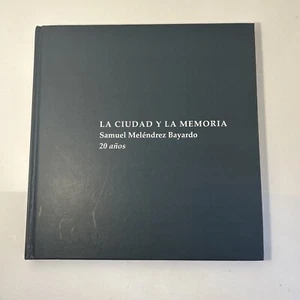 LA CIUDAD Y LA MEMORIA
Samuel Meléndrez Bayardo
20 años